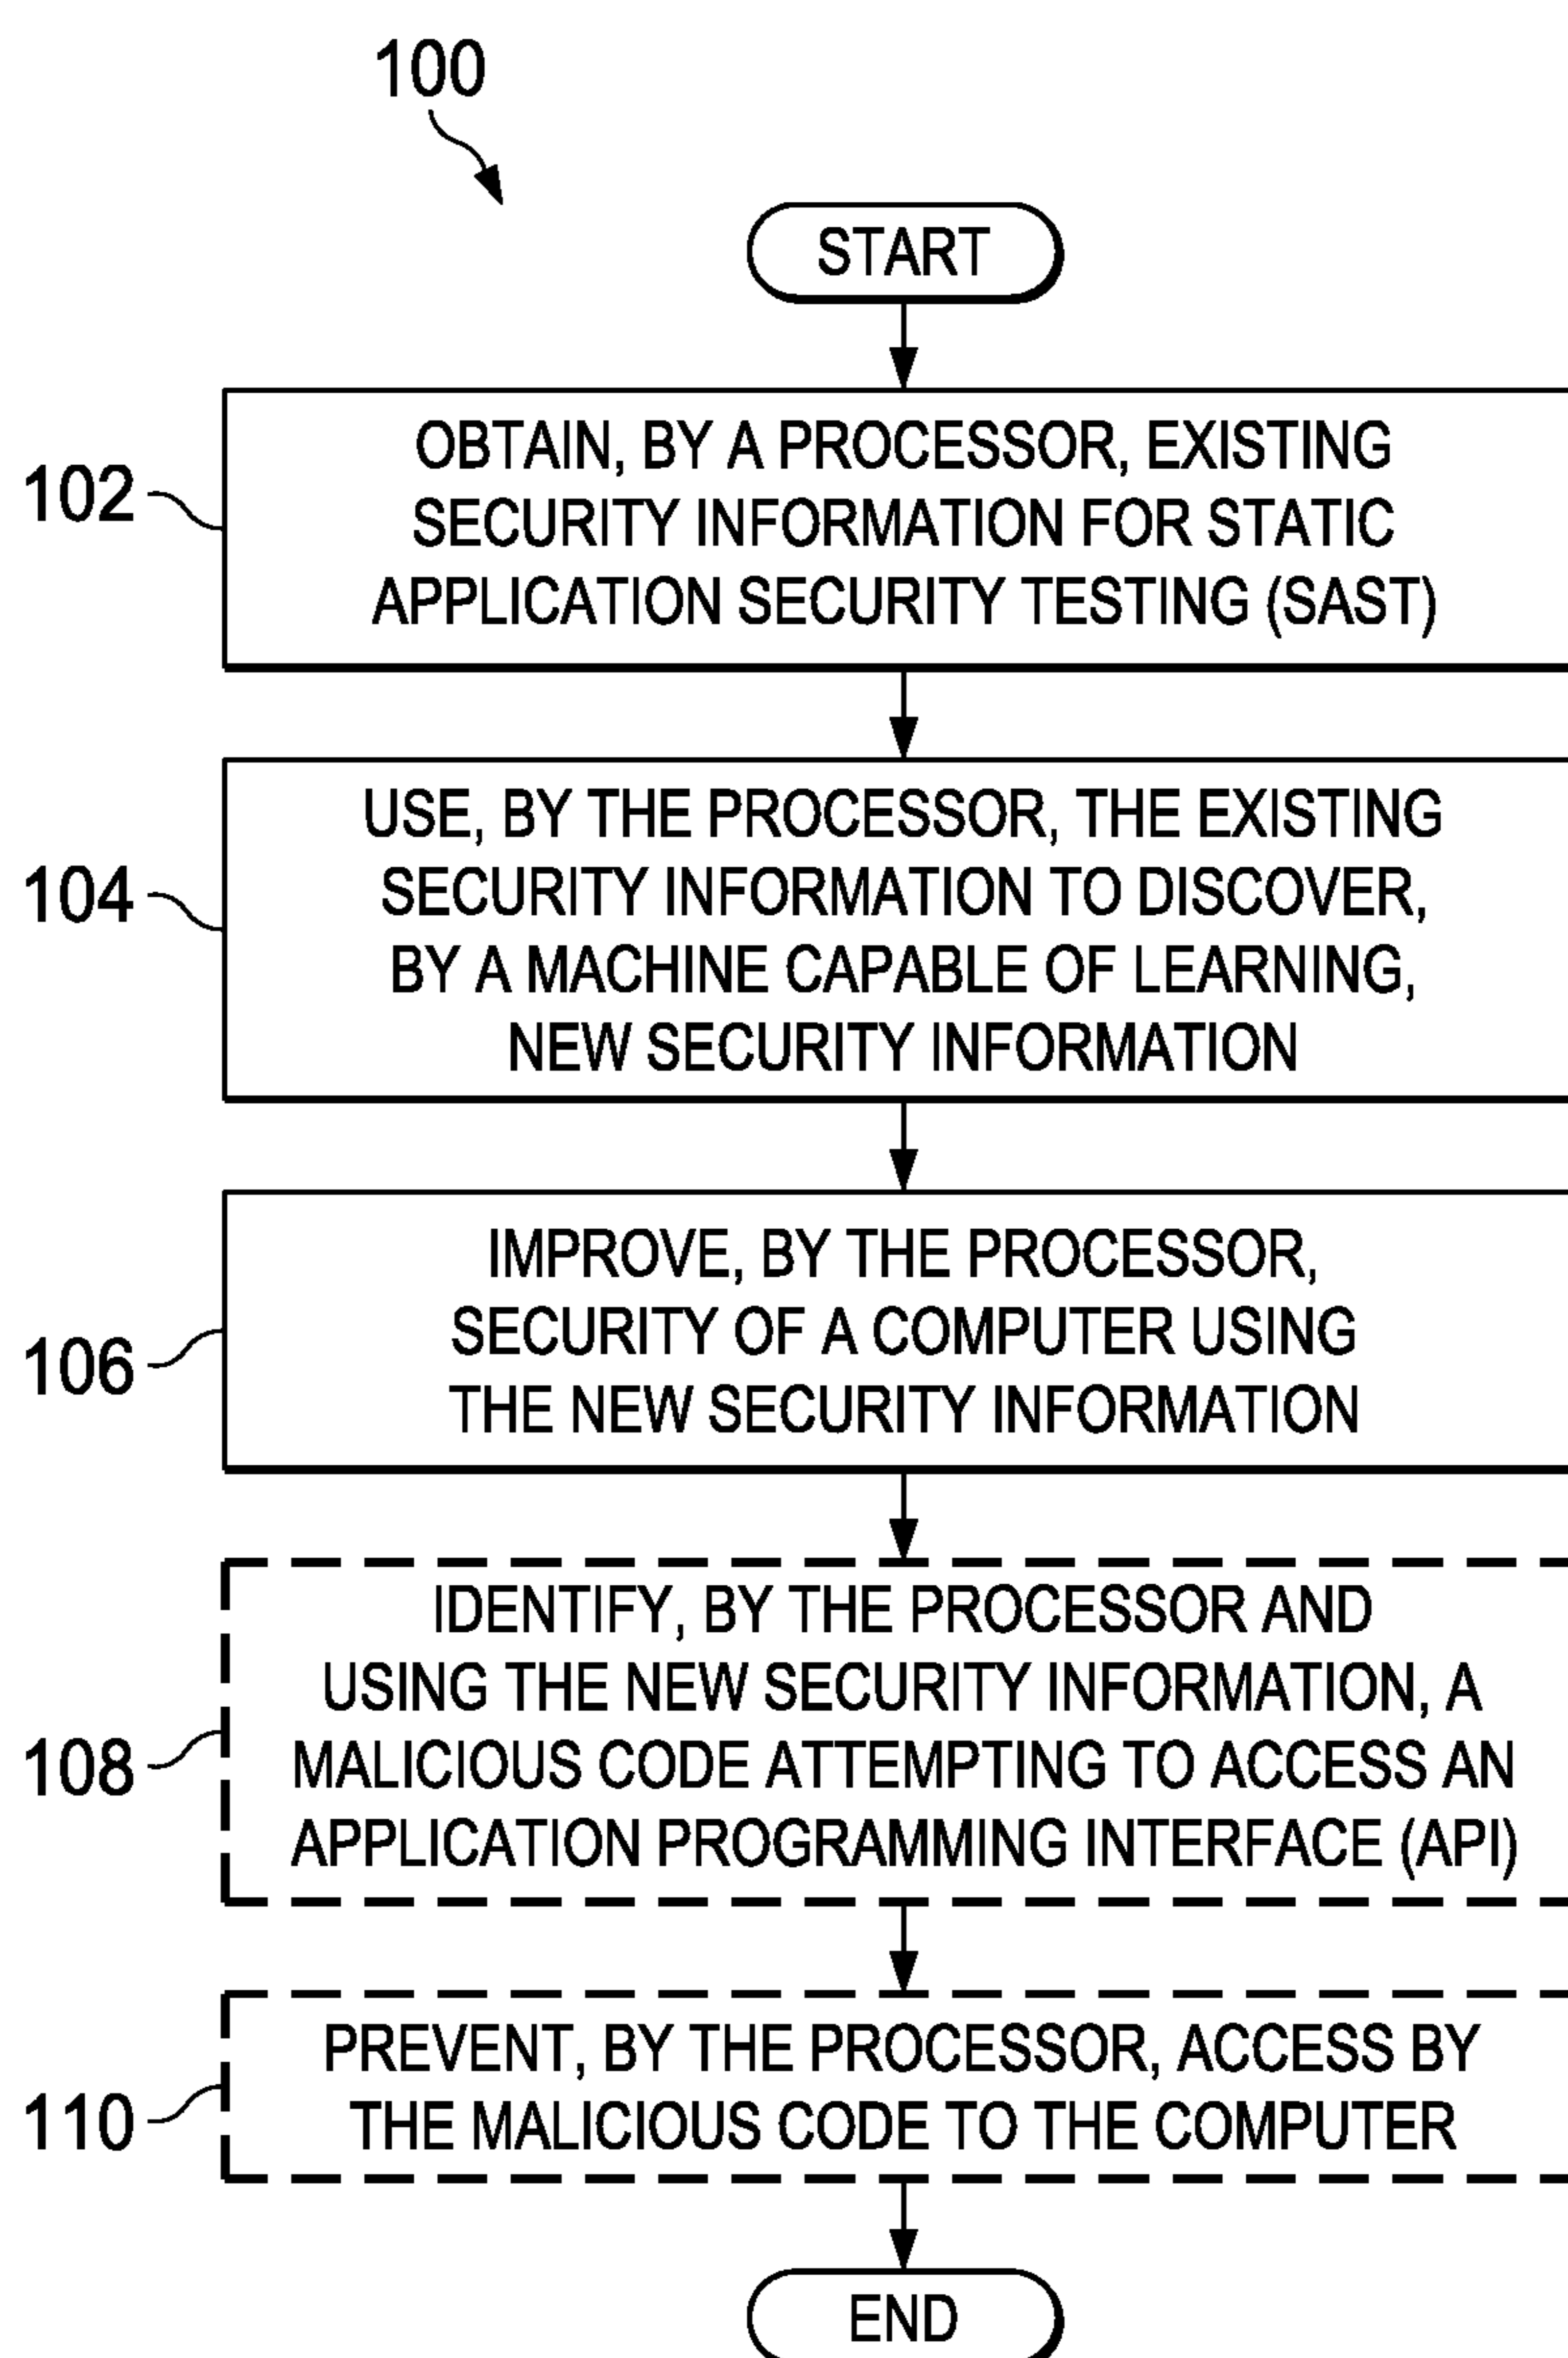 100
START
102
OBTAIN, BY A PROCESSOR, EXISTING
SECURITY INFORMATION FOR STATIC
APPLICATION SECURITY TESTING (SAST)
104
USE, BY THE PROCESSOR, THE EXISTING
SECURITY INFORMATION TO DISCOVER,
BY A MACHINE CAPABLE OF LEARNING,
NEW SECURITY INFORMATION
106
IMPROVE, BY THE PROCESSOR,
SECURITY OF A COMPUTER USING
THE NEW SECURITY INFORMATION
108
IDENTIFY, BY THE PROCESSOR AND
USING THE NEW SECURITY INFORMATION, A
MALICIOUS CODE ATTEMPTING TO ACCESS AN
APPLICATION PROGRAMMING INTERFACE (API)
110
PREVENT, BY THE PROCESSOR, ACCESS BY
THE MALICIOUS CODE TO THE COMPUTER
END